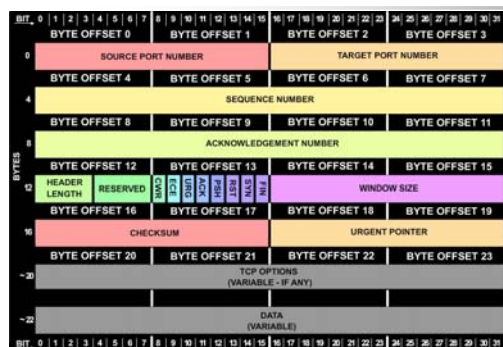 BIT 0 1 2 3 4 5 6 7 8 9 10 11 12 13 14 15 16 17 18 19 20 21 22 23 24 25 26 27 28 29 30 31
BYTE OFFSET 0 BYTE OFFSET 1 BYTE OFFSET 2 BYTE OFFSET 3
0 SOURCE PORT NUMBER TARGET PORT NUMBER
BYTE OFFSET 4 BYTE OFFSET 5 BYTE OFFSET 6 BYTE OFFSET 7
4 SEQUENCE NUMBER
BYTE OFFSET 8 BYTE OFFSET 9 BYTE OFFSET 10 BYTE OFFSET 11
8 ACKNOWLEDGEMENT NUMBER
BYTES
BYTE OFFSET 12 BYTE OFFSET 13 BYTE OFFSET 14 BYTE OFFSET 15
12 HEADER LENGTH RESERVED CWR ECE URG ACK PSH RST SYN FIN WINDOW SIZE
BYTE OFFSET 16 BYTE OFFSET 17 BYTE OFFSET 18 BYTE OFFSET 19
16 CHECKSUM URGENT POINTER
BYTE OFFSET 20 BYTE OFFSET 21 BYTE OFFSET 22 BYTE OFFSET 23
~20 TCP OPTIONS
(VARIABLE - IF ANY)
~22 DATA
(VARIABLE)
BIT 0 1 2 3 4 5 6 7 8 9 10 11 12 13 14 15 16 17 18 19 20 21 22 23 24 25 26 27 28 29 30 31